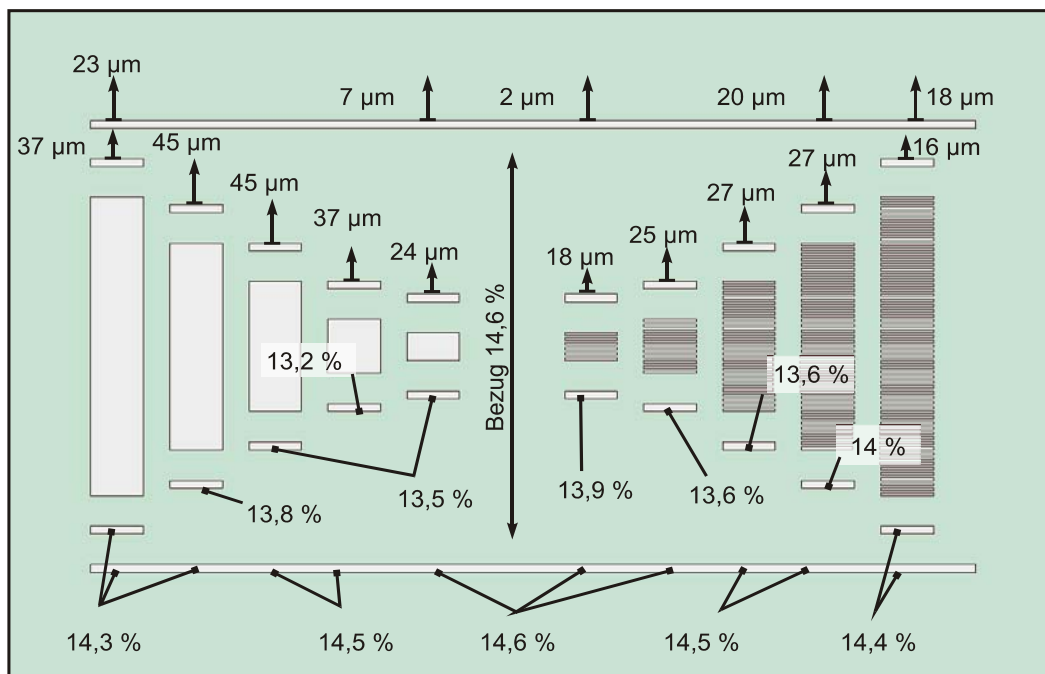 23 µm
7 µm
2 µm
20 µm
18 µm
37 µm
45 µm
16 µm
27 µm
45 µm
27 µm
37 µm
25 µm
24 µm
18 µm
Bezug 14,6 %
13,2 %
13,6 %
14 %
13,8 %
13,5 %
13,9 %
13,6 %
14,3 %
14,5 %
14,6 %
14,5 %
14,4 %